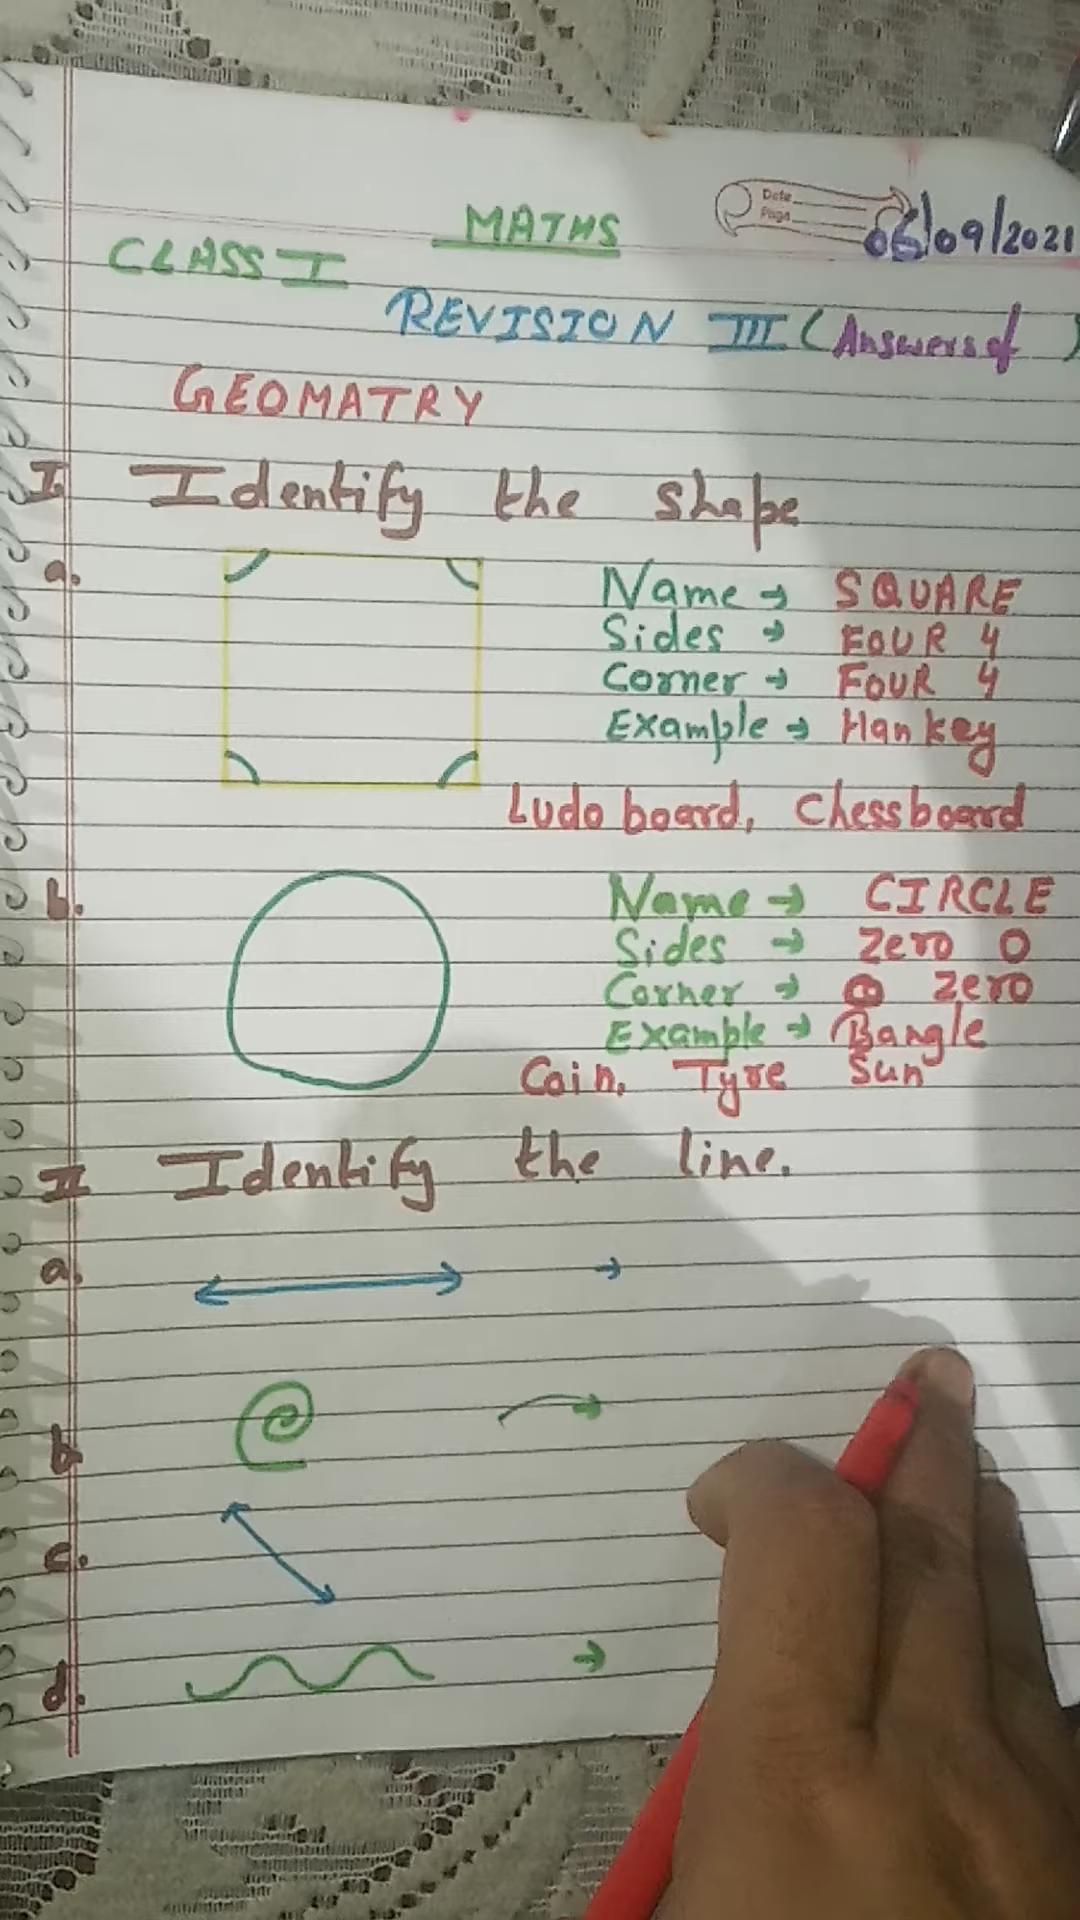 MATHS
Date
Page
06/09/2021
CLASS I
REVISION III (Answers of )
GEOMATRY
I. Identify the shape
a.
Name → SQUARE
Sides → FOUR 4
Corner → FOUR 4
Example → Hankey
Ludo board, Chessboard
b.
Name → CIRCLE
Sides → Zero 0
Corner → Zero
Example → Bangle
Coin, Tyre Sun
II Identify the line.
a. →
b →
c.
d. →